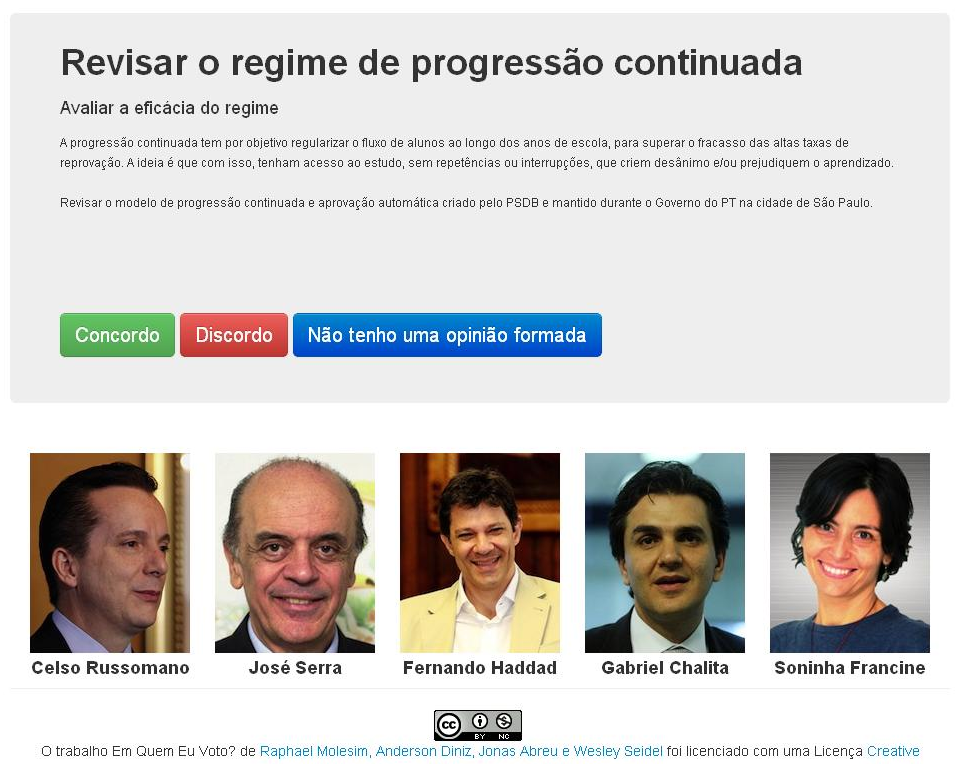 Revisar o regime de progressão continuada
Avaliar a eficácia do regime
A progressão continuada tem por objetivo regularizar o fluxo de alunos ao longo dos anos de escola, para superar o fracasso das altas taxas de
reprovação. A ideia é que com isso, tenham acesso ao estudo, sem repetências ou interrupções, que criem desânimo e/ou prejudiquem o aprendizado.
Revisar o modelo de progressão continuada e aprovação automática criado pelo PSDB e mantido durante o Governo do PT na cidade de São Paulo.
Concordo Discordo Não tenho uma opinião formada
Celso Russomano José Serra Fernando Haddad Gabriel Chalita Soninha Francine
cc BY NC
O trabalho Em Quem Eu Voto? de Raphael Molesim, Anderson Diniz, Jonas Abreu e Wesley Seidel foi licenciado com uma Licença Creative